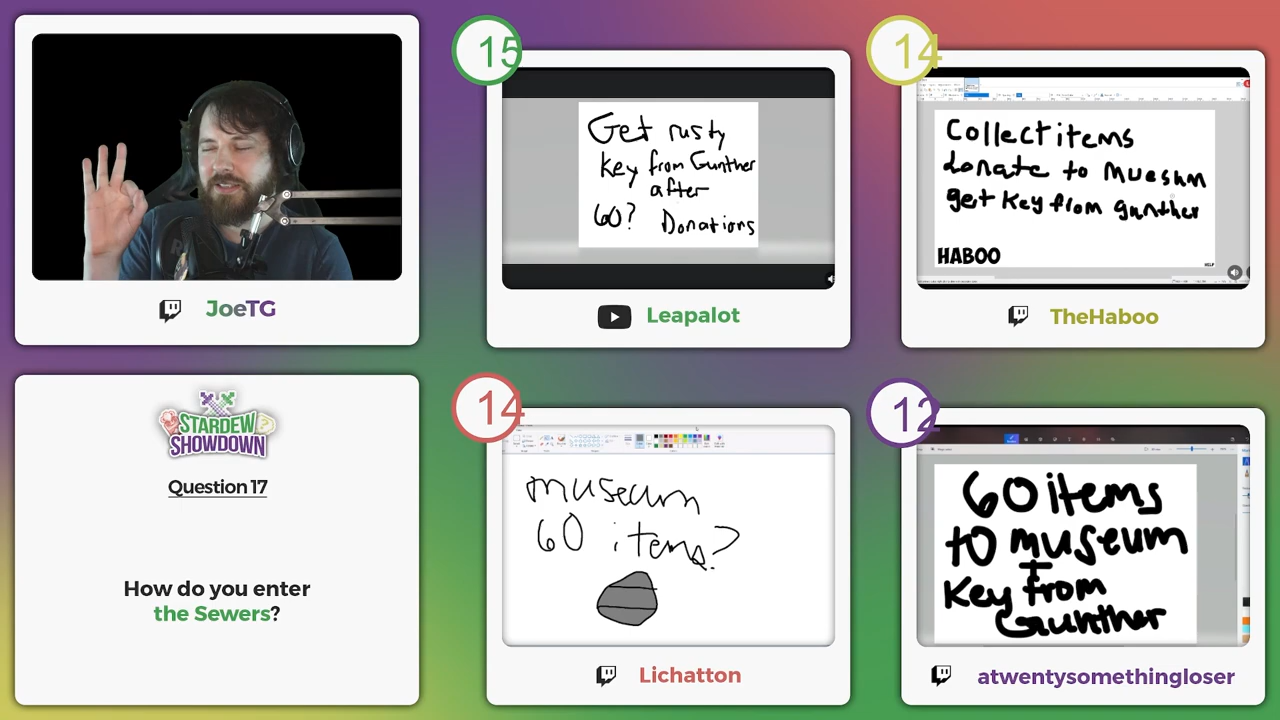 JoeTG
STARDEW
SHOWDOWN
Question 17
How do you enter
the Sewers?
15
Get rusty
key from Gunther
after
60? Donations
Leapalot
14
Collect items
donate to muesum
get key from gunther
HABOO
HELP
TheHaboo
14
museum
60 items?
Lichatton
12
60 items
to museum
+
Key from
Gunther
atwentysomethingloser